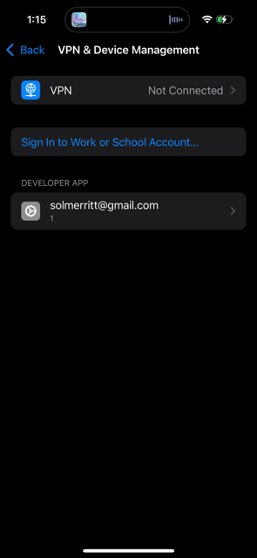 1:15
Back
VPN & Device Management
VPN
Not Connected
Sign In to Work or School Account...
DEVELOPER APP
solmerritt@gmail.com
1